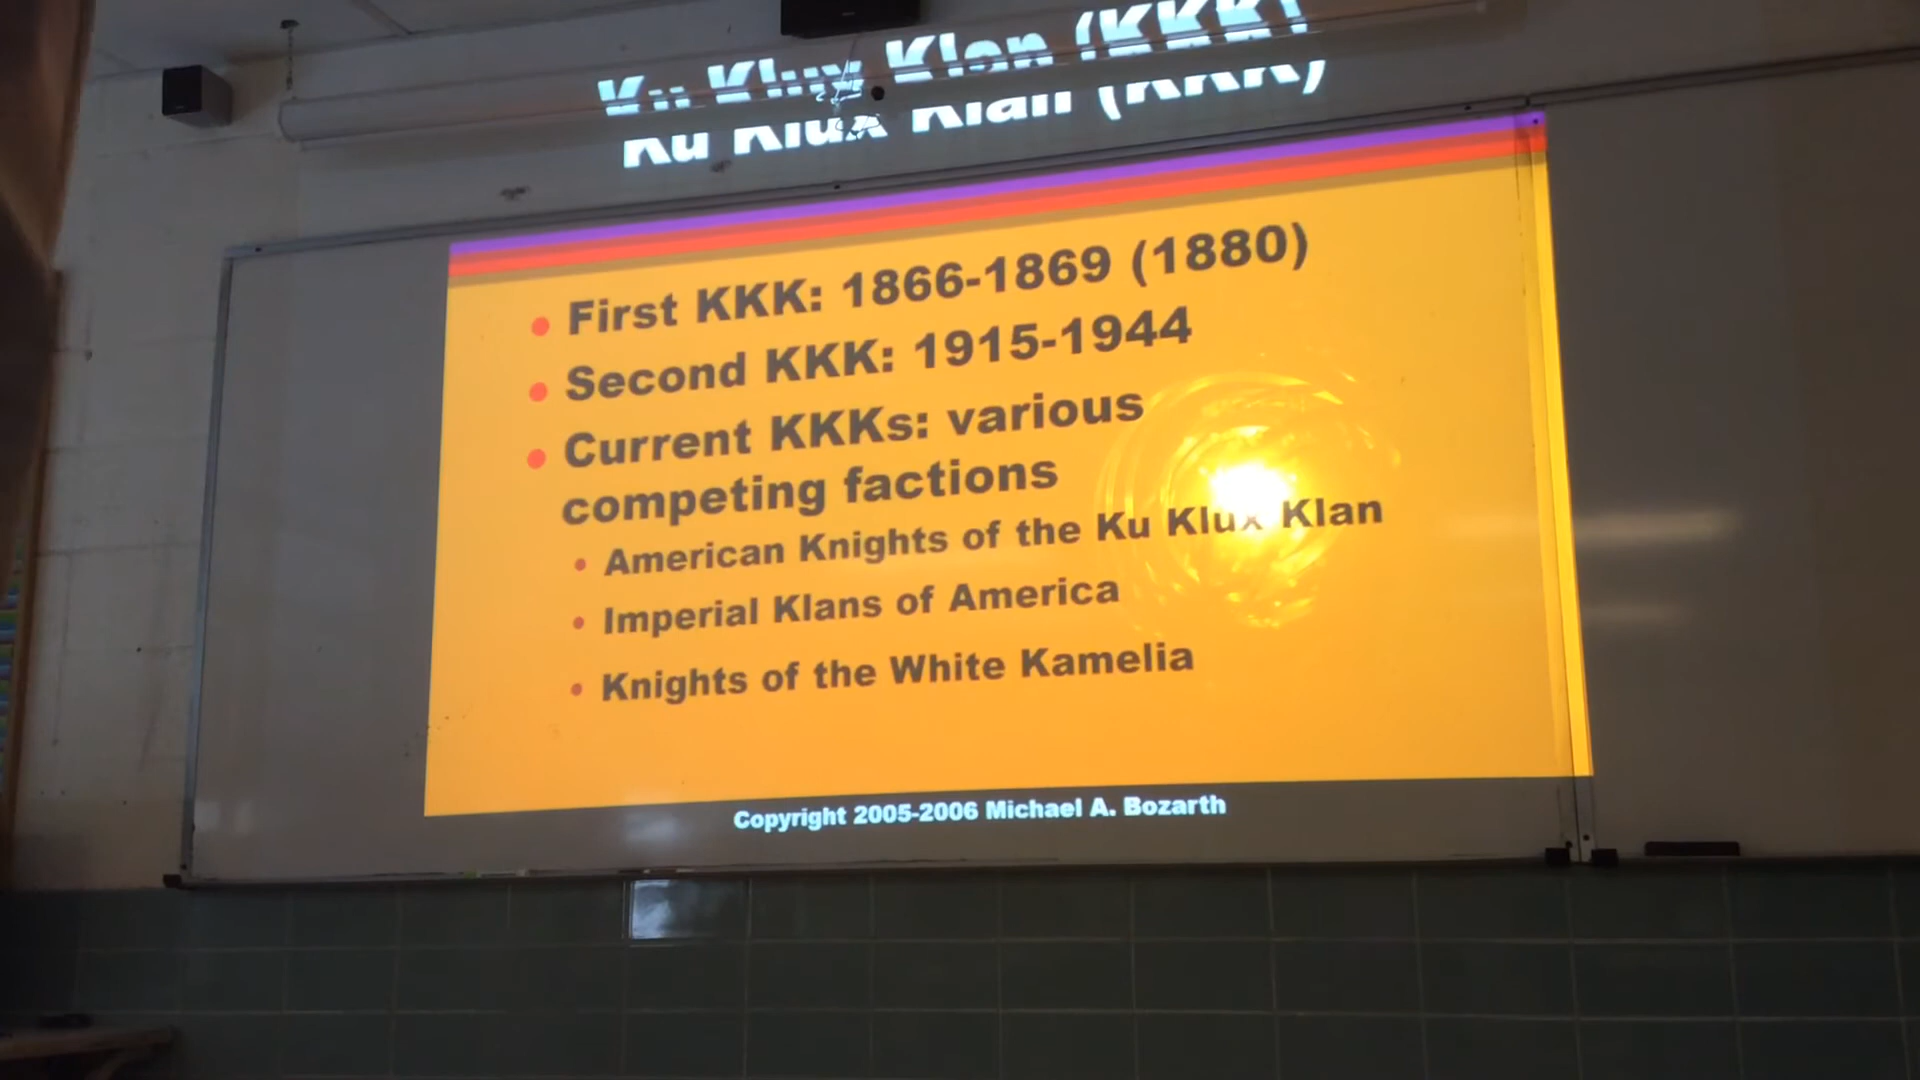 Ku Klux Klan (KKK)
First KKK: 1866-1869 (1880)
Second KKK: 1915-1944
Current KKKs: various
competing factions
American Knights of the Ku Klux Klan
Imperial Klans of America
Knights of the White Kamelia
Copyright 2005-2006 Michael A. Bozarth